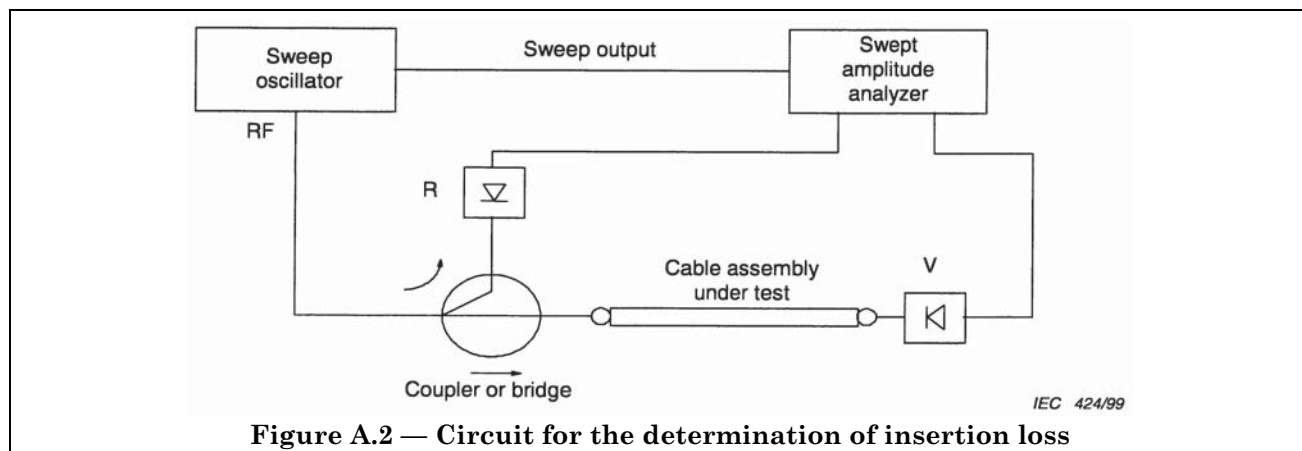 Sweep
oscillator
Sweep output
Swept
amplitude
analyzer
RF
R
Cable assembly
under test
V
Coupler or bridge
IEC 424/99
Figure A.2 — Circuit for the determination of insertion loss